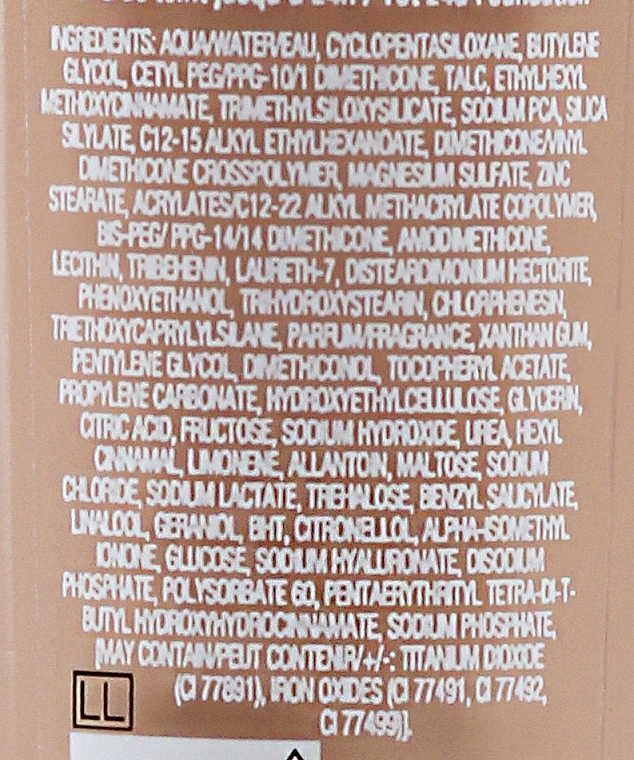 INGREDIENTS: AQUA/WATER/EAU, CYCLOPENTASILOXANE, BUTYLENE
GLYCOL, CETYL PEG/PPG-10/1 DIMETHICONE, TALC, ETHYLHEXYL
METHOXYCINNAMATE, TRIMETHYLSILOXYSILICATE, SODIUM PCA, SILICA
SILYLATE, C12-15 ALKYL ETHYLHEXANOATE, DIMETHICONE/VINYL
DIMETHICONE CROSSPOLYMER, MAGNESIUM SULFATE, ZINC
STEARATE, ACRYLATES/C12-22 ALKYL METHACRYLATE COPOLYMER,
BIS-PEG/ PPG-14/14 DIMETHICONE, AMODIMETHICONE,
LECITHIN, TRIBEHENIN, LAURETH-7, DISTEARDIMONIUM HECTORITE,
PHENOXYETHANOL, TRIHYDROXYSTEARIN, CHLORPHENESIN,
TRIETHOXYCAPRYLYLSILANE, PARFUM/FRAGRANCE, XANTHAN GUM,
PENTYLENE GLYCOL, DIMETHICONOL, TOCOPHERYL ACETATE,
PROPYLENE CARBONATE, HYDROXYETHYLCELLULOSE, GLYCERIN,
CITRIC ACID, FRUCTOSE, SODIUM HYDROXIDE, UREA, HEXYL
CINNAMAL, LIMONENE, ALLANTOIN, MALTOSE, SODIUM
CHLORIDE, SODIUM LACTATE, TREHALOSE, BENZYL SALICYLATE,
LINALOOL, GERANIOL, BHT, CITRONELLOL, ALPHA-ISOMETHYL
IONONE, GLUCOSE, SODIUM HYALURONATE, DISODIUM
PHOSPHATE, POLYSORBATE 60, PENTAERYTHRITYL TETRA-DI-T-
BUTYL HYDROXYHYDROCINNAMATE, SODIUM PHOSPHATE,
[MAY CONTAIN/PEUT CONTENIR/+/-: TITANIUM DIOXIDE
(CI 77891), IRON OXIDES (CI 77491, CI 77492,
CI 77499)].
LL